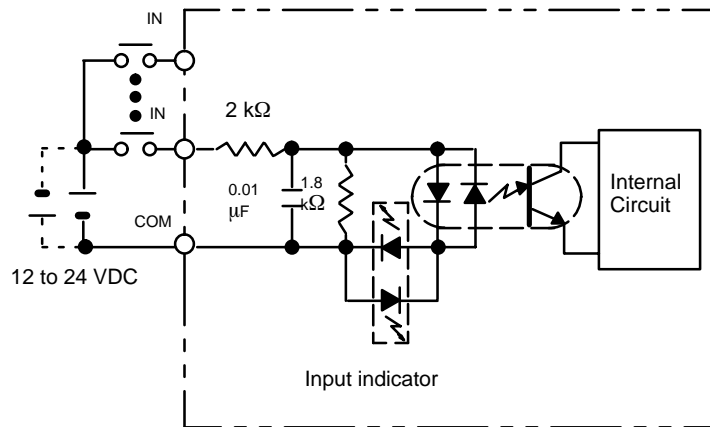 IN
IN
2 kΩ
0.01
μF
1.8
kΩ
COM
12 to 24 VDC
Internal
Circuit
Input indicator